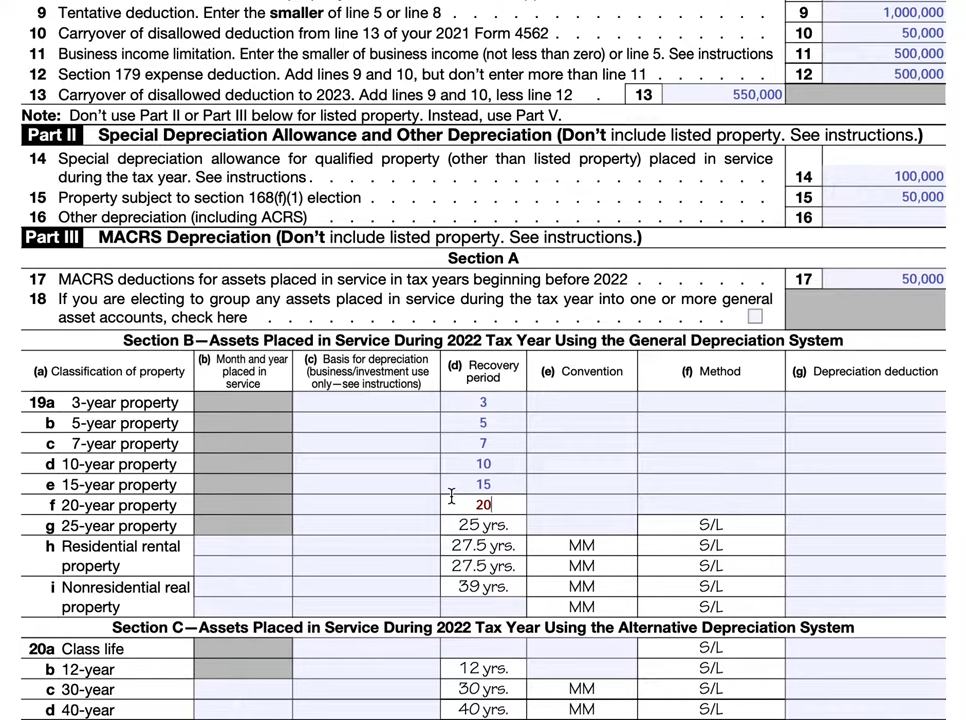 9 Tentative deduction. Enter the smaller of line 5 or line 8 . . . . . . . . . . . . . . . . 9 1,000,000
10 Carryover of disallowed deduction from line 13 of your 2021 Form 4562 . . . . . . . . . . . 10 50,000
11 Business income limitation. Enter the smaller of business income (not less than zero) or line 5. See instructions 11 500,000
12 Section 179 expense deduction. Add lines 9 and 10, but don't enter more than line 11 . . . . . . 12 500,000
13 Carryover of disallowed deduction to 2023. Add lines 9 and 10, less line 12 . 13 550,000
Note: Don't use Part II or Part III below for listed property. Instead, use Part V.
Part II Special Depreciation Allowance and Other Depreciation (Don't include listed property. See instructions.)
14 Special depreciation allowance for qualified property (other than listed property) placed in service
during the tax year. See instructions . . . . . . . . . . . . . . . . . . . . . . . 14 100,000
15 Property subject to section 168(f)(1) election . . . . . . . . . . . . . . . . . . . . 15 50,000
16 Other depreciation (including ACRS) . . . . . . . . . . . . . . . . . . . . . . . 16
Part III MACRS Depreciation (Don't include listed property. See instructions.)
Section A
17 MACRS deductions for assets placed in service in tax years beginning before 2022 . . . . . . . 17 50,000
18 If you are electing to group any assets placed in service during the tax year into one or more general
asset accounts, check here . . . . . . . . . . . . . . . . . . . . . .
Section B—Assets Placed in Service During 2022 Tax Year Using the General Depreciation System
(a) Classification of property (b) Month and year placed in service (c) Basis for depreciation (business/investment use only—see instructions) (d) Recovery period (e) Convention (f) Method (g) Depreciation deduction
19a 3-year property 3
b 5-year property 5
c 7-year property 7
d 10-year property 10
e 15-year property 15
f 20-year property 20
g 25-year property 25 yrs. S/L
h Residential rental 27.5 yrs. MM S/L
property 27.5 yrs. MM S/L
i Nonresidential real 39 yrs. MM S/L
property MM S/L
Section C—Assets Placed in Service During 2022 Tax Year Using the Alternative Depreciation System
20a Class life S/L
b 12-year 12 yrs. S/L
c 30-year 30 yrs. MM S/L
d 40-year 40 yrs. MM S/L